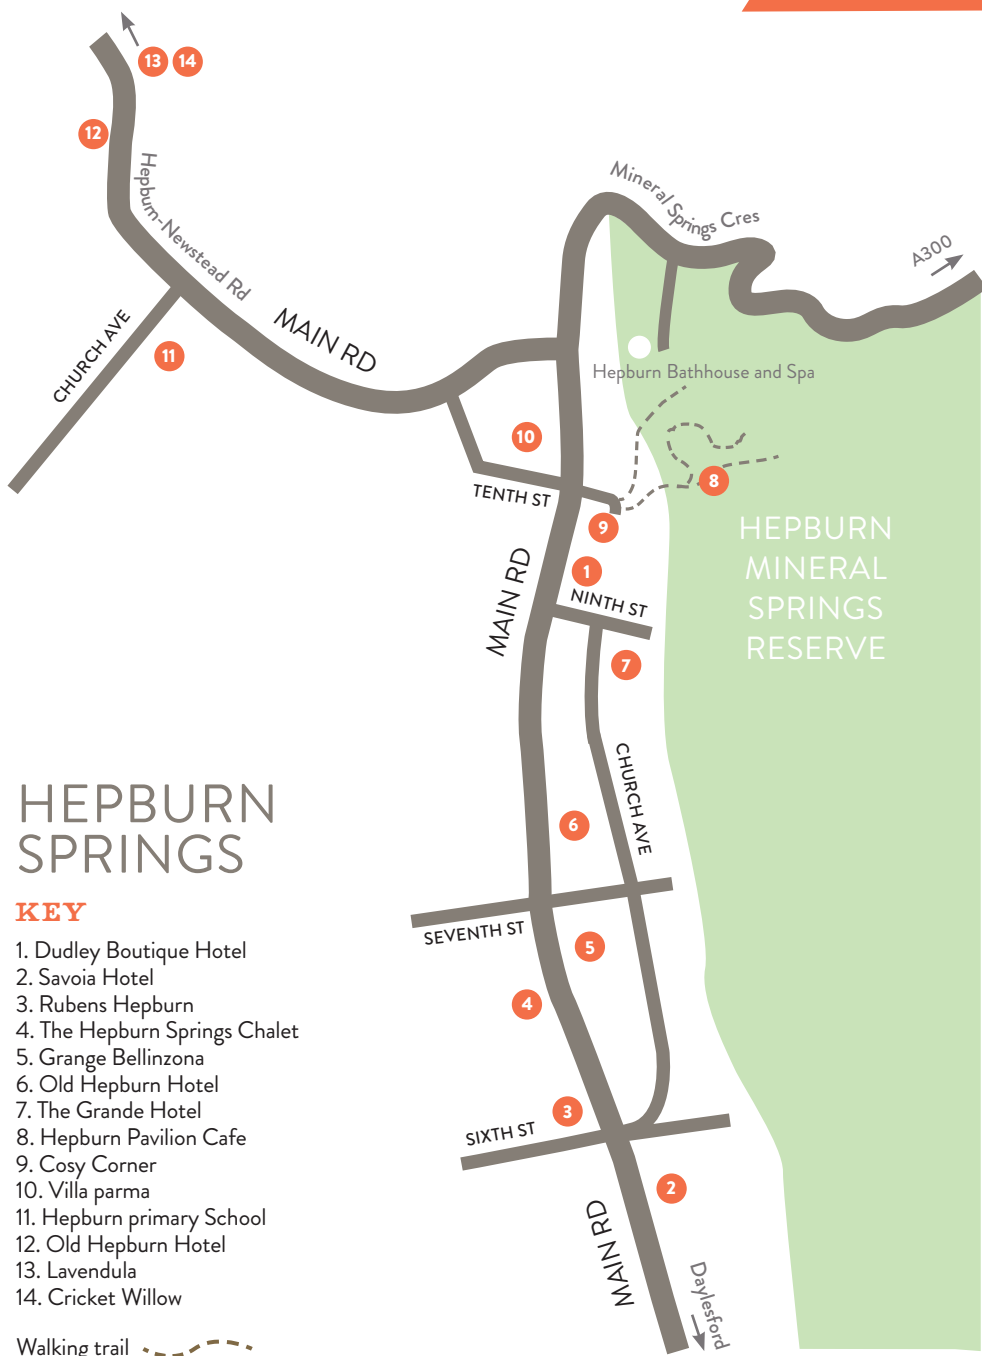 13 14
12
Hepburn-Newstead Rd
Mineral Springs Cres
A300
MAIN RD
CHURCH AVE
11
Hepburn Bathhouse and Spa
10
TENTH ST
8
9
HEPBURN
MINERAL
SPRINGS
RESERVE
1
MAIN RD
NINTH ST
7
CHURCH AVE
6
SEVENTH ST
5
4
3
SIXTH ST
2
MAIN RD
Daylesford
HEPBURN
SPRINGS
KEY
1. Dudley Boutique Hotel
2. Savoia Hotel
3. Rubens Hepburn
4. The Hepburn Springs Chalet
5. Grange Bellinzona
6. Old Hepburn Hotel
7. The Grande Hotel
8. Hepburn Pavilion Cafe
9. Cosy Corner
10. Villa parma
11. Hepburn primary School
12. Old Hepburn Hotel
13. Lavendula
14. Cricket Willow
Walking trail